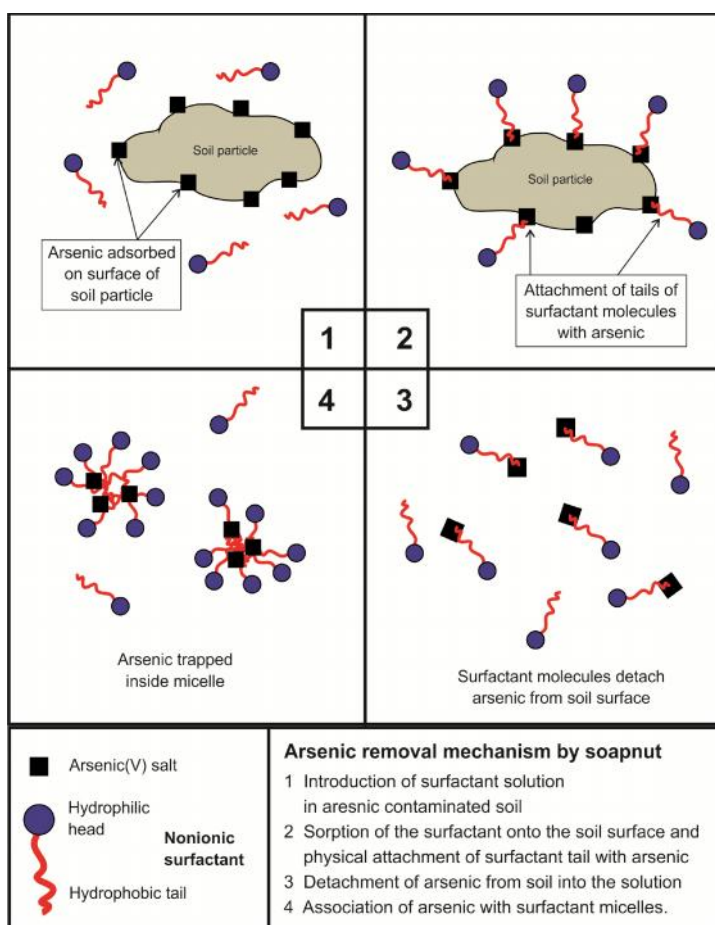 Soil particle
Arsenic adsorbed
on surface of
soil particle
1
Soil particle
Attachment of tails of
surfactant molecules
with arsenic
2
4
Arsenic trapped
inside micelle
3
Surfactant molecules detach
arsenic from soil surface
Arsenic(V) salt
Hydrophilic
head
Nonionic
surfactant
Hydrophobic tail
Arsenic removal mechanism by soapnut
1 Introduction of surfactant solution
in aresnic contaminated soil
2 Sorption of the surfactant onto the soil surface and
physical attachment of surfactant tail with arsenic
3 Detachment of arsenic from soil into the solution
4 Association of arsenic with surfactant micelles.